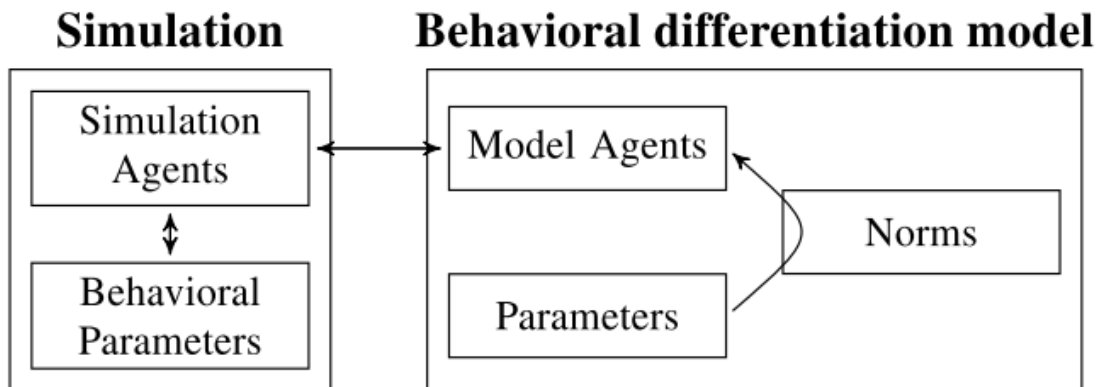 Simulation
Behavioral differentiation model
Simulation
Agents
Model Agents
Norms
Behavioral
Parameters
Parameters